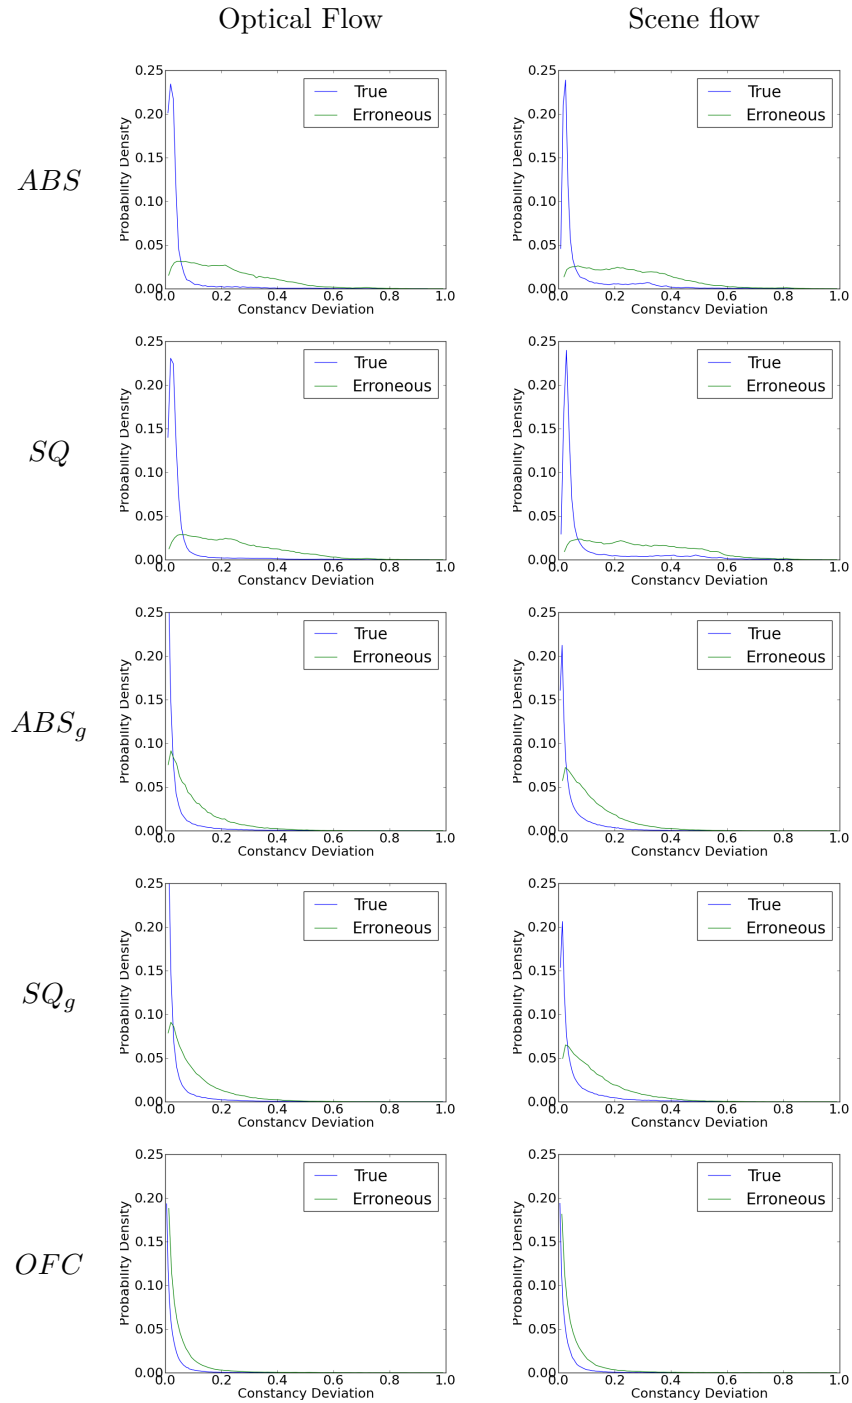 Optical Flow Scene flow
ABS
0.25
0.20
0.15
0.10
0.05
0.00
0.0 0.2 0.4 0.6 0.8 1.0
Constancy Deviation
Probability Density
True
Erroneous
0.25
0.20
0.15
0.10
0.05
0.00
0.0 0.2 0.4 0.6 0.8 1.0
Constancy Deviation
Probability Density
True
Erroneous
SQ
0.25
0.20
0.15
0.10
0.05
0.00
0.0 0.2 0.4 0.6 0.8 1.0
Constancy Deviation
Probability Density
True
Erroneous
0.25
0.20
0.15
0.10
0.05
0.00
0.0 0.2 0.4 0.6 0.8 1.0
Constancy Deviation
Probability Density
True
Erroneous
ABS_g
0.25
0.20
0.15
0.10
0.05
0.00
0.0 0.2 0.4 0.6 0.8 1.0
Constancy Deviation
Probability Density
True
Erroneous
0.25
0.20
0.15
0.10
0.05
0.00
0.0 0.2 0.4 0.6 0.8 1.0
Constancy Deviation
Probability Density
True
Erroneous
SQ_g
0.25
0.20
0.15
0.10
0.05
0.00
0.0 0.2 0.4 0.6 0.8 1.0
Constancy Deviation
Probability Density
True
Erroneous
0.25
0.20
0.15
0.10
0.05
0.00
0.0 0.2 0.4 0.6 0.8 1.0
Constancy Deviation
Probability Density
True
Erroneous
OFC
0.25
0.20
0.15
0.10
0.05
0.00
0.0 0.2 0.4 0.6 0.8 1.0
Constancy Deviation
Probability Density
True
Erroneous
0.25
0.20
0.15
0.10
0.05
0.00
0.0 0.2 0.4 0.6 0.8 1.0
Constancy Deviation
Probability Density
True
Erroneous